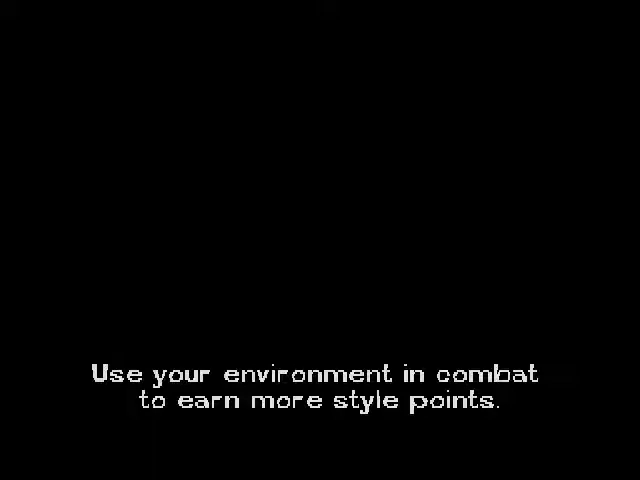 Use your environment in combat
to earn more style points.